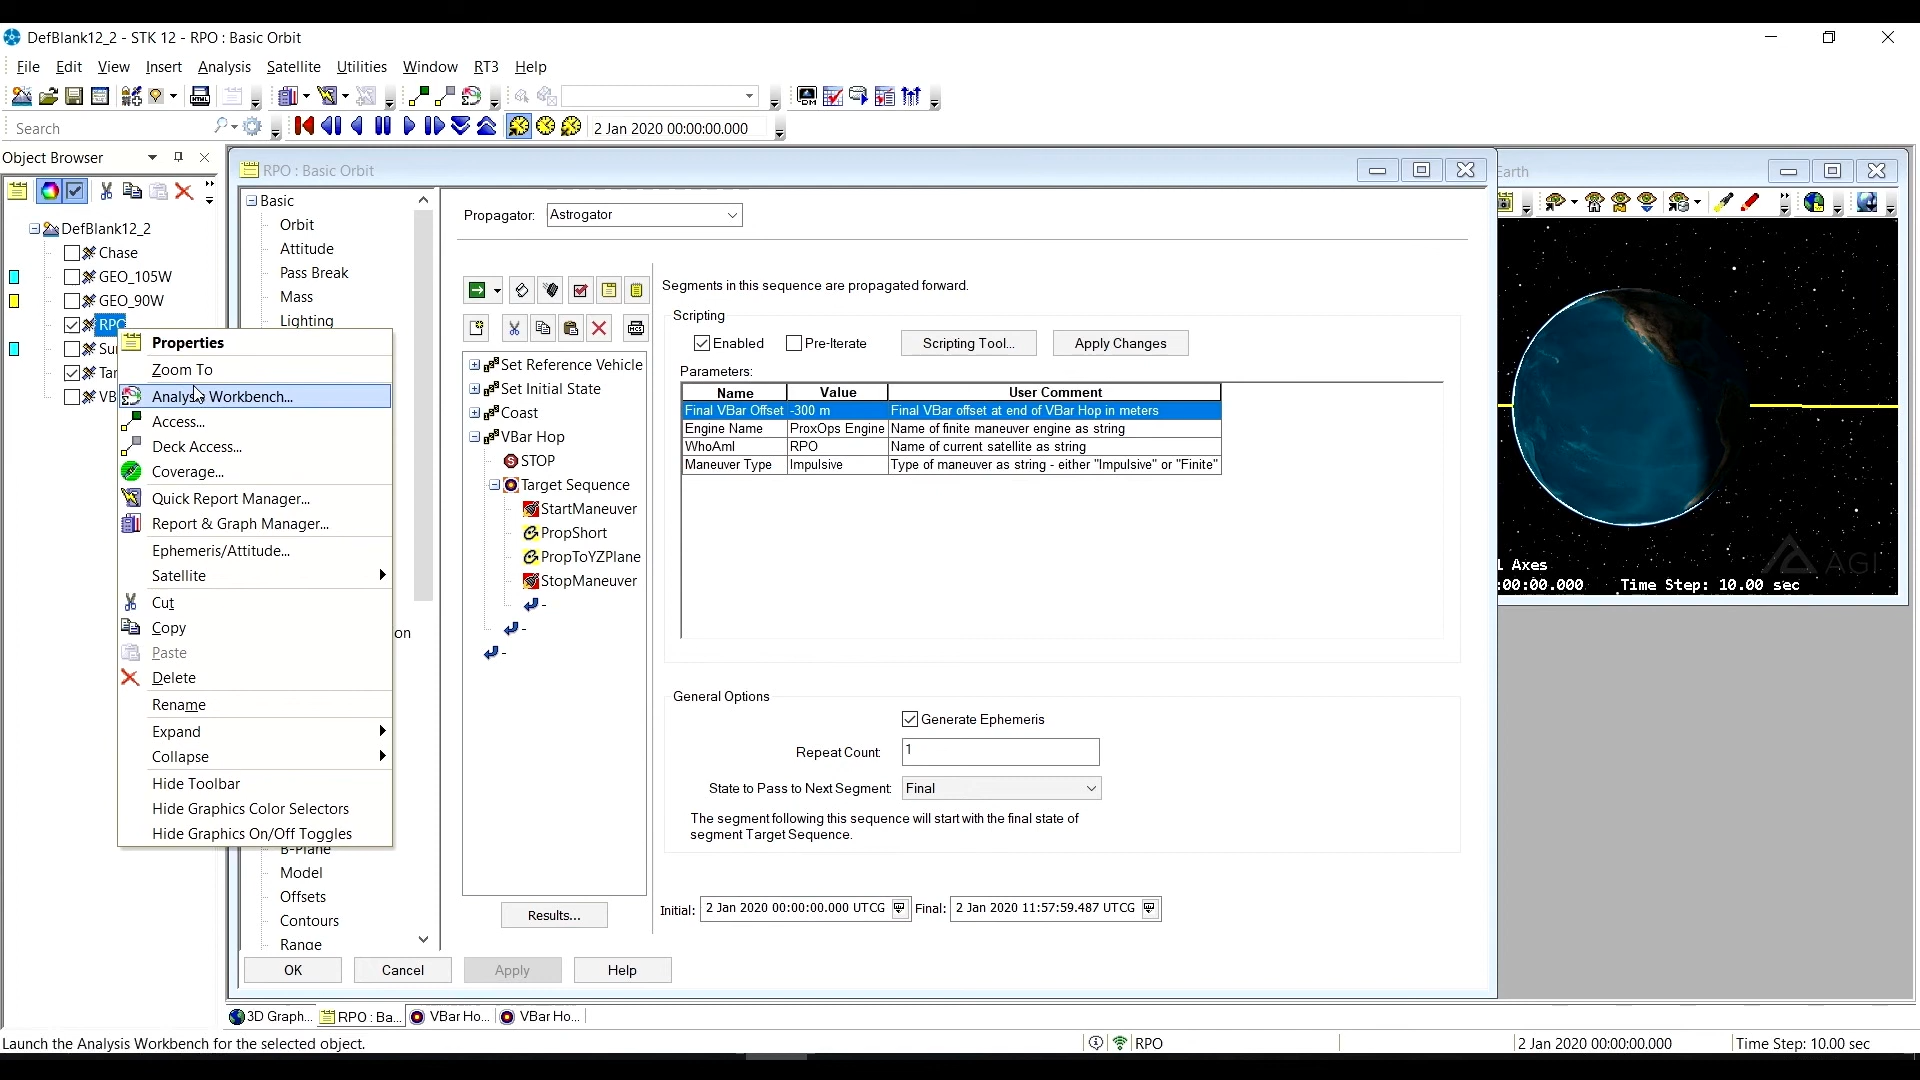 DefBlank12_2 - STK 12 - RPO : Basic Orbit
File Edit View Insert Analysis Satellite Utilities Window RT3 Help
Search
2 Jan 2020 00:00:00.000
Object Browser
DefBlank12_2
Chase
GEO_105W
GEO_90W
RPO
Su
Tar
VB
Properties
Zoom To
Analysis Workbench...
Access...
Deck Access...
Coverage...
Quick Report Manager...
Report & Graph Manager...
Ephemeris/Attitude...
Satellite
Cut
Copy
Paste
Delete
Rename
Expand
Collapse
Hide Toolbar
Hide Graphics Color Selectors
Hide Graphics On/Off Toggles
RPO : Basic Orbit
Basic
Orbit
Attitude
Pass Break
Mass
Lighting
on
B-Plane
Model
Offsets
Contours
Range
Propagator: Astrogator
Set Reference Vehicle
Set Initial State
Coast
VBar Hop
STOP
Target Sequence
StartManeuver
PropShort
PropToYZPlane
StopManeuver
-
-
-
Results...
Segments in this sequence are propagated forward.
Scripting
Enabled Pre-Iterate Scripting Tool... Apply Changes
Parameters:
Name Value User Comment
Final VBar Offset -300 m Final VBar offset at end of VBar Hop in meters
Engine Name ProxOps Engine Name of finite maneuver engine as string
WhoAmI RPO Name of current satellite as string
Maneuver Type Impulsive Type of maneuver as string - either "Impulsive" or "Finite"
General Options
Generate Ephemeris
Repeat Count: 1
State to Pass to Next Segment: Final
The segment following this sequence will start with the final state of
segment Target Sequence.
Initial: 2 Jan 2020 00:00:00.000 UTCG Final: 2 Jan 2020 11:57:59.487 UTCG
OK Cancel Apply Help
Earth
AGI
l Axes
:00:00.000 Time Step: 10.00 sec
3D Graph... RPO : Ba... VBar Ho... VBar Ho...
Launch the Analysis Workbench for the selected object.
RPO
2 Jan 2020 00:00:00.000
Time Step: 10.00 sec